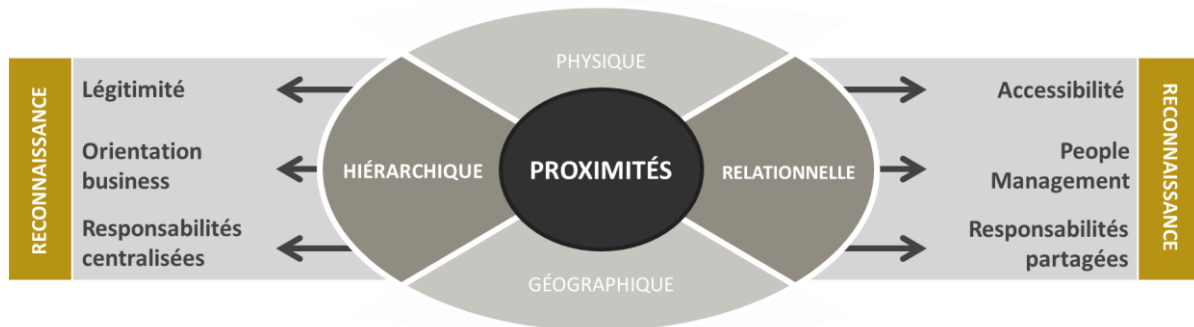 RECONNAISSANCE
Légitimité
Orientation
business
Responsabilités
centralisées
PHYSIQUE
HIÉRARCHIQUE
PROXIMITÉS
RELATIONNELLE
GÉOGRAPHIQUE
Accessibilité
People
Management
Responsabilités
partagées
RECONNAISSANCE